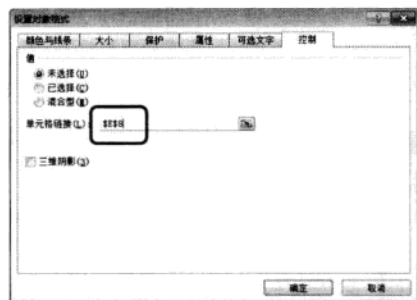 设置对象格式
颜色与线条 大小 保护 属性 可选文字 控制
值
未选择(U)
已选择(C)
混合型(M)
单元格链接(L):
三维阴影(3)
确定 取消